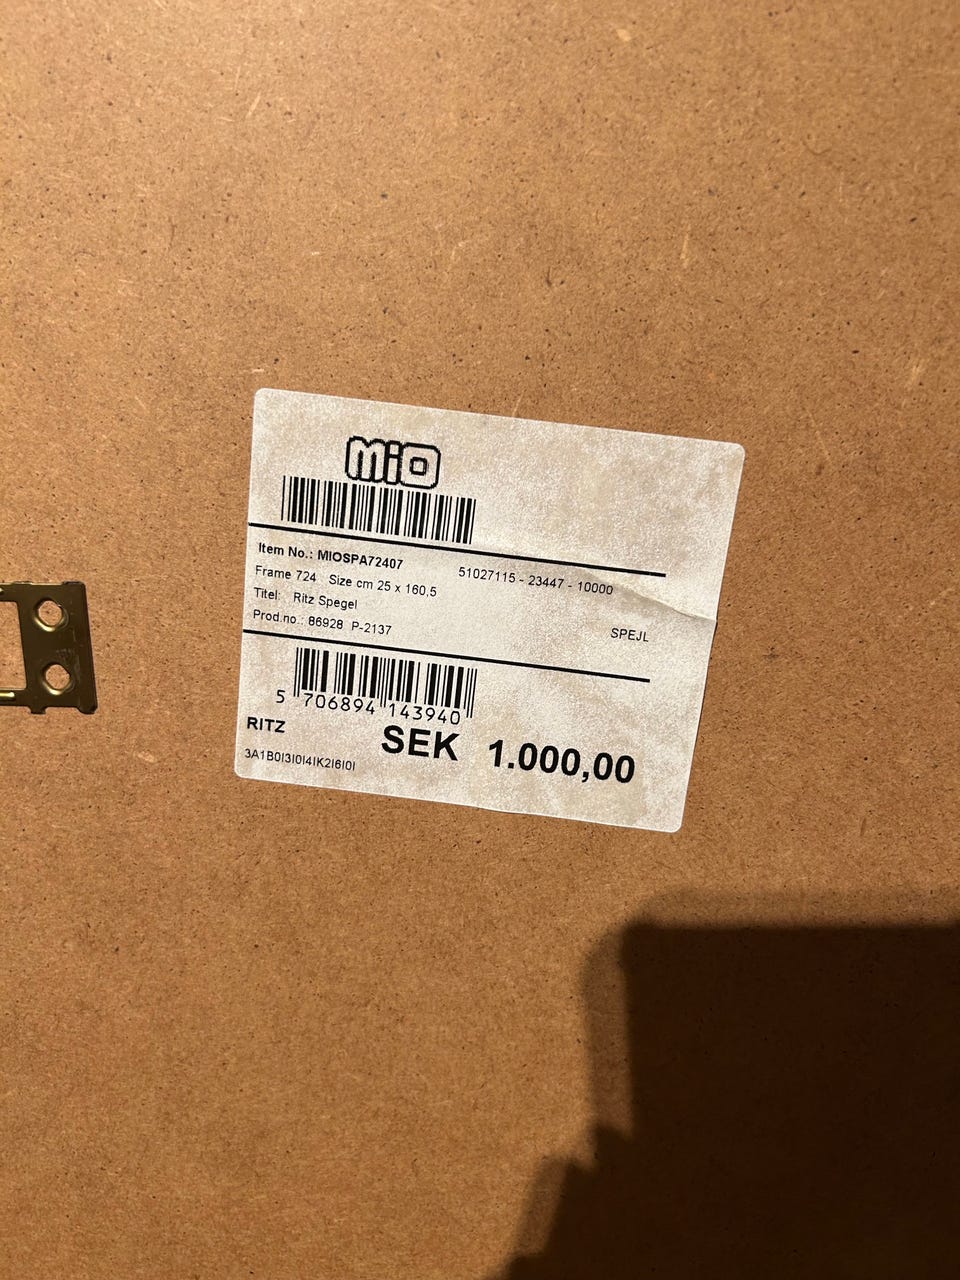 MIO
Item No.: MIOSPA72407
51027115 - 23447 - 10000
Frame 724 Size cm 25 x 160,5
Titel: Ritz Spegel
SPEJL
Prod.no.: 86928 P-2137
5 706894 143940
RITZ
SEK 1.000,00
3A1B0I3I0I4IK2I6I0I